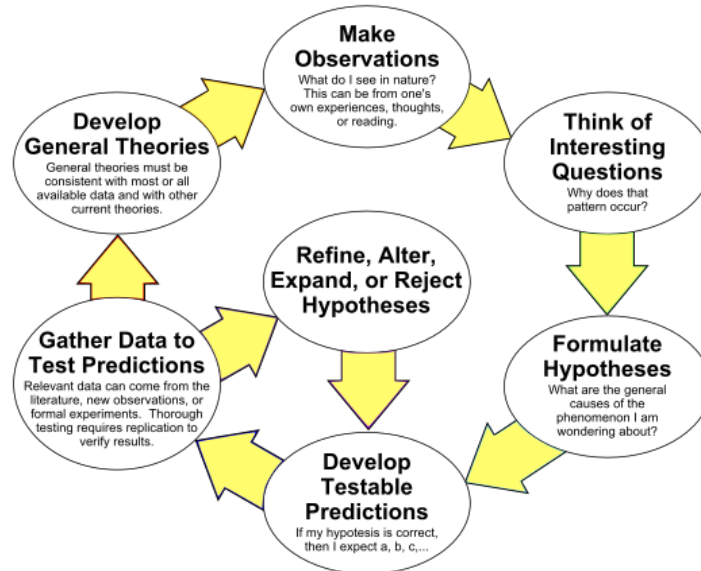 Make
Observations
What do I see in nature?
This can be from one's
own experiences, thoughts,
or reading.
Think of
Interesting
Questions
Why does that
pattern occur?
Formulate
Hypotheses
What are the general
causes of the
phenomenon I am
wondering about?
Develop
Testable
Predictions
If my hypotesis is correct,
then I expect a, b, c,...
Gather Data to
Test Predictions
Relevant data can come from the
literature, new observations, or
formal experiments. Thorough
testing requires replication to
verify results.
Refine, Alter,
Expand, or Reject
Hypotheses
Develop
General Theories
General theories must be
consistent with most or all
available data and with other
current theories.